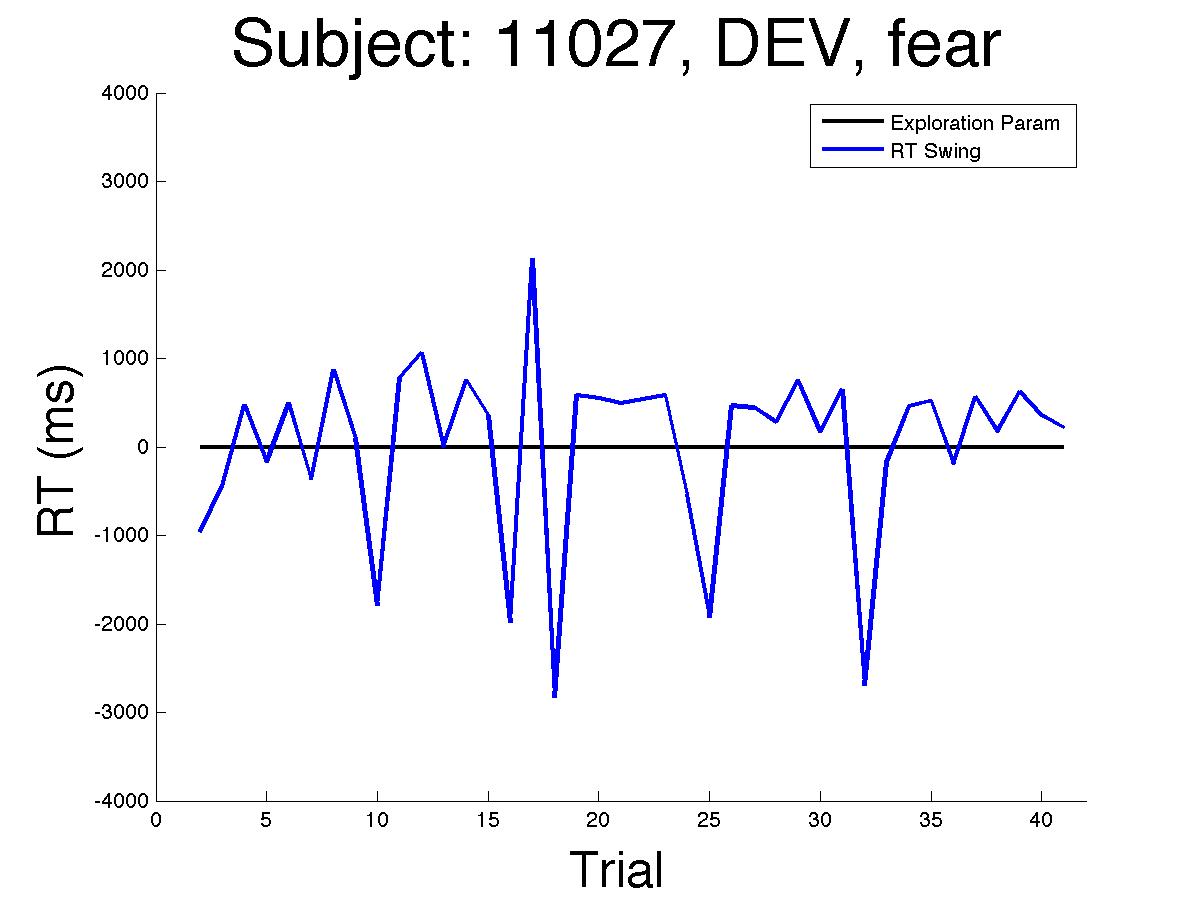 Subject: 11027, DEV, fear
4000
3000
2000
1000
0
-1000
-2000
-3000
-4000
RT (ms)
Exploration Param
RT Swing
0 5 10 15 20 25 30 35 40
Trial